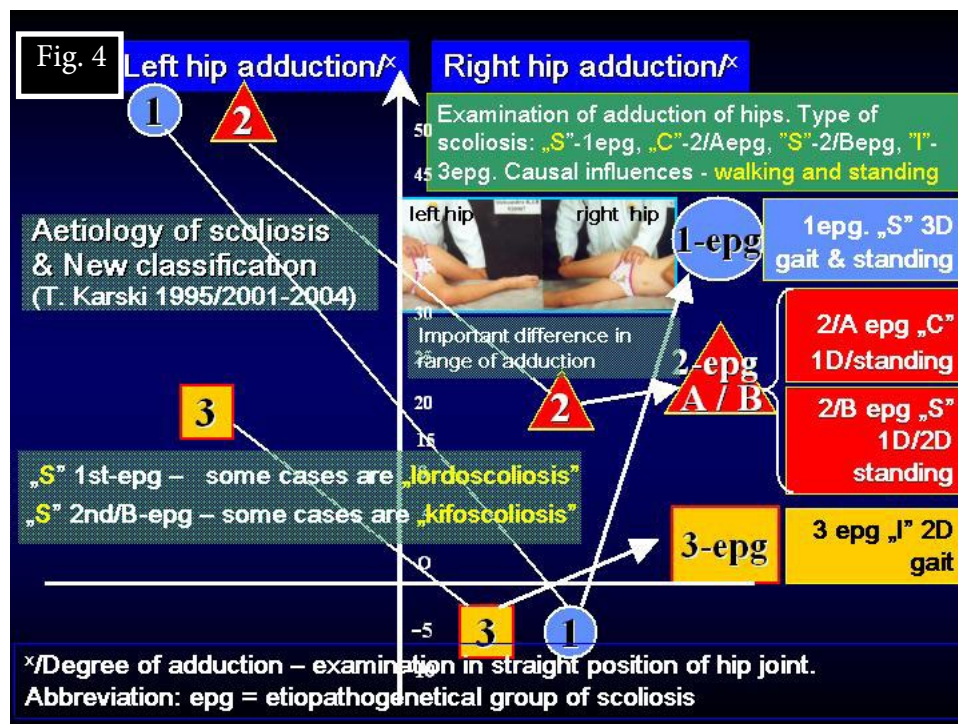 Fig. 4
Left hip adduction/x
Right hip adduction/x
1
2
50
45
Examination of adduction of hips. Type of
scoliosis: „S”-1epg, „C”-2/Aepg, ”S”-2/Bepg, ”I”-
3epg. Causal influences - walking and standing
left hip
right hip
Aetiology of scoliosis
& New classification
(T. Karski 1995/2001-2004)
1-epg
1epg. „S” 3D
gait & standing
30
Important difference in
range of adduction
2-epg
A / B
2/A epg „C”
1D/standing
2/B epg „S”
1D/2D
standing
3
20
2
15
„S” 1st-epg – some cases are „lordoscoliosis”
„S” 2nd/B-epg – some cases are „kifoscoliosis”
0
3-epg
3 epg „I” 2D
gait
–5
3
1
x/Degree of adduction – examination in straight position of hip joint.
Abbreviation: epg = etiopathogenetical group of scoliosis